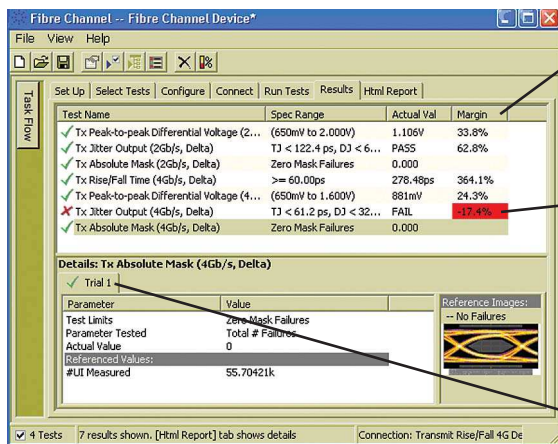 Fibre Channel -- Fibre Channel Device*
File View Help
Task Flow
Set Up Select Tests Configure Connect Run Tests Results Html Report
Test Name Spec Range Actual Val Margin
Tx Peak-to-peak Differential Voltage (2... (650mV to 2.000V) 1.106V 33.8%
Tx Jitter Output (2Gb/s, Delta) TJ < 122.4 ps, DJ < 6... PASS 62.8%
Tx Absolute Mask (2Gb/s, Delta) Zero Mask Failures 0.000
Tx Rise/Fall Time (4Gb/s, Delta) >= 60.00ps 278.48ps 364.1%
Tx Peak-to-peak Differential Voltage (4... (650mV to 1.600V) 881mV 24.3%
Tx Jitter Output (4Gb/s, Delta) TJ < 61.2 ps, DJ < 32... FAIL -17.4%
Tx Absolute Mask (4Gb/s, Delta) Zero Mask Failures 0.000
Details: Tx Absolute Mask (4Gb/s, Delta)
Trial 1
Parameter Value
Test Limits Zero Mask Failures
Parameter Tested Total # Failures
Actual Value 0
Referenced Values:
#UI Measured 55.70421k
Reference Images:
-- No Failures
4 Tests 7 results shown. [Html Report] tab shows details Connection: Transmit Rise/Fall 4G De